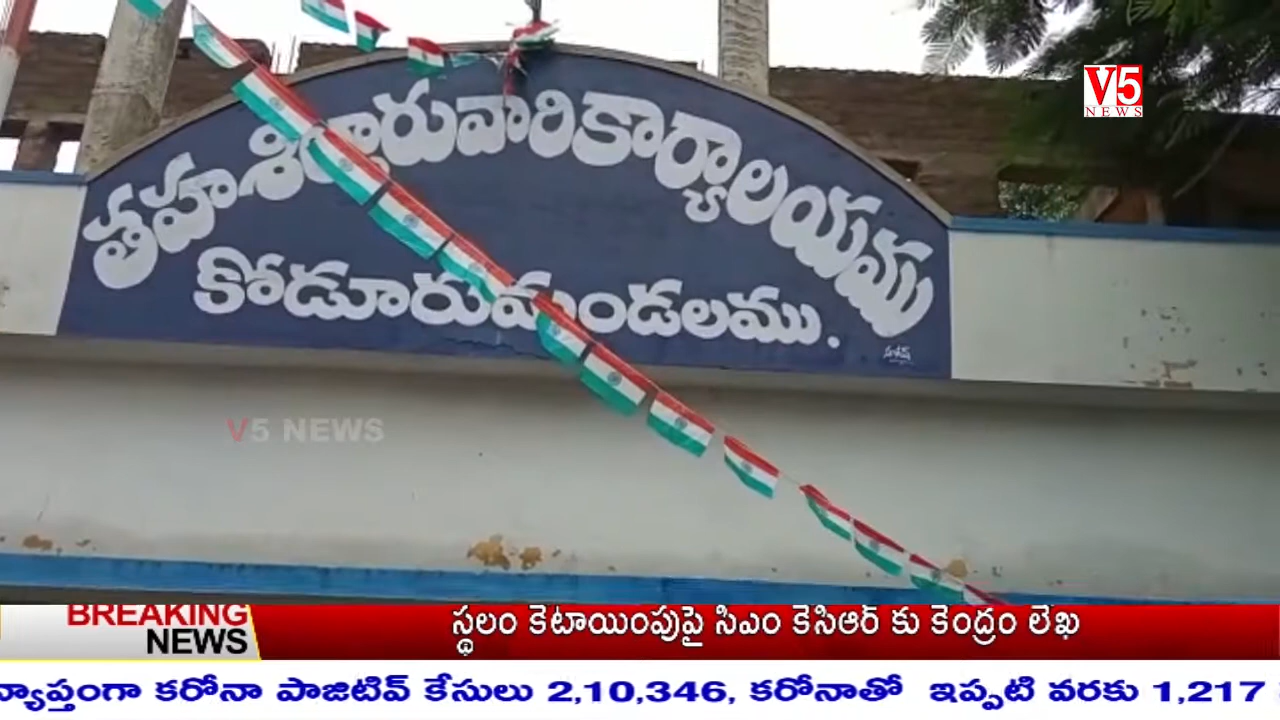 V5
NEWS
తహశిల్దారువారికార్యాలయము
కోడూరుమండలము.
V5 NEWS
BREAKING
NEWS
స్థలం కెటాయింపుపై సిఎం కెసిఆర్ కు కెంద్రం లేఖ
వ్యాప్తంగా కరోనా పాజిటివ్ కేసులు 2,10,346, కరోనాతో ఇప్పటి వరకు 1,217